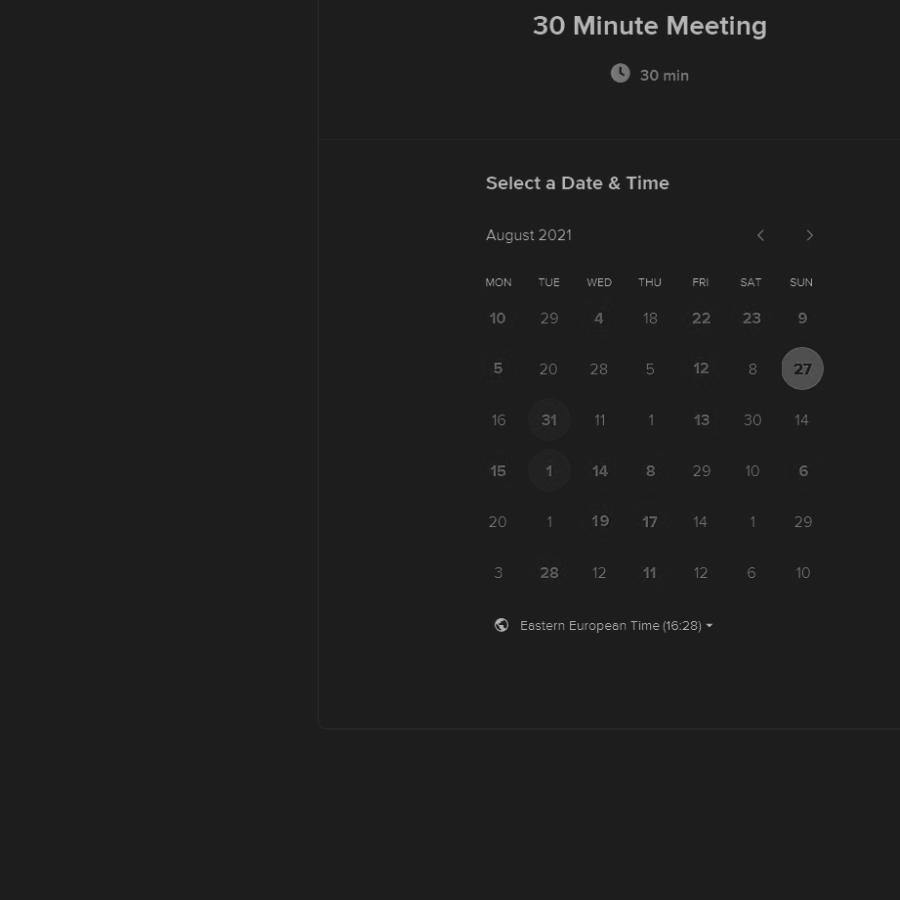 30 Minute Meeting
30 min
Select a Date & Time
August 2021
MON TUE WED THU FRI SAT SUN
10 29 4 18 22 23 9
5 20 28 5 12 8 27
16 31 11 1 13 30 14
15 1 14 8 29 10 6
20 1 19 17 14 1 29
3 28 12 11 12 6 10
Eastern European Time (16:28)